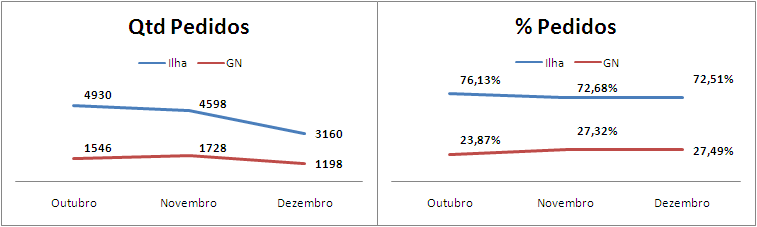 Qtd Pedidos
Ilha GN
4930 4598 3160
1546 1728 1198
Outubro Novembro Dezembro
% Pedidos
Ilha GN
76,13% 72,68% 72,51%
23,87% 27,32% 27,49%
Outubro Novembro Dezembro